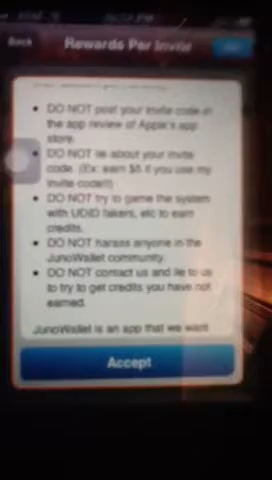 Back
Rewards Per Invite
DO NOT post your invite code in
the app review of Apple's app
store.
DO NOT lie about your invite
code. (Ex: earn $5 if you use my
invite code!!!)
DO NOT try to game the system
with UDID fakers, etc to earn
credits.
DO NOT harass anyone in the
JunoWallet community.
DO NOT contact us and lie to us
to try to get credits you have not
earned.
JunoWallet is an app that we want
Accept